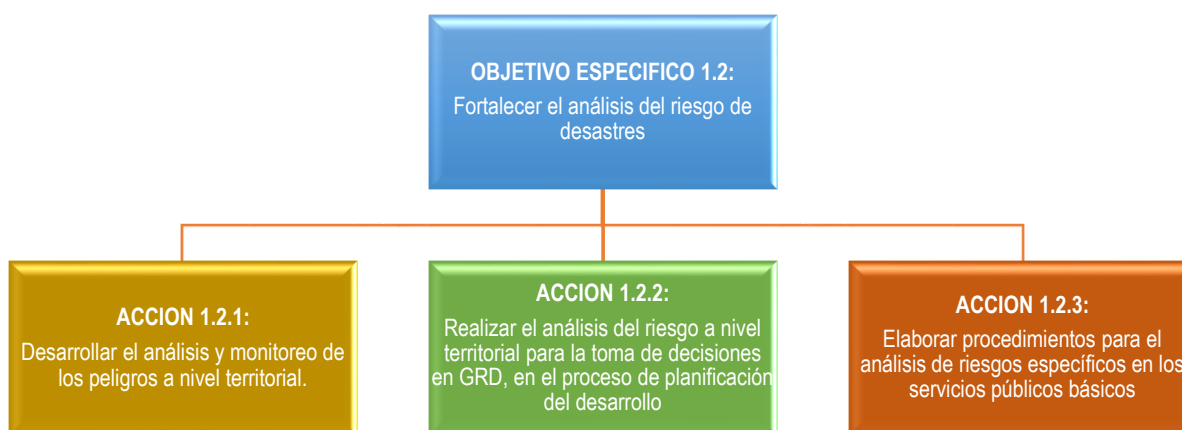 OBJETIVO ESPECIFICO 1.2:
Fortalecer el análisis del riesgo de
desastres
ACCION 1.2.1:
Desarrollar el análisis y monitoreo de
los peligros a nivel territorial.
ACCION 1.2.2:
Realizar el análisis del riesgo a nivel
territorial para la toma de decisiones
en GRD, en el proceso de planificación
del desarrollo
ACCION 1.2.3:
Elaborar procedimientos para el
análisis de riesgos específicos en los
servicios públicos básicos